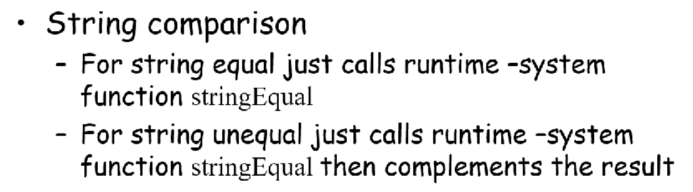 • String comparison
– For string equal just calls runtime –system
function stringEqual
– For string unequal just calls runtime –system
function stringEqual then complements the result